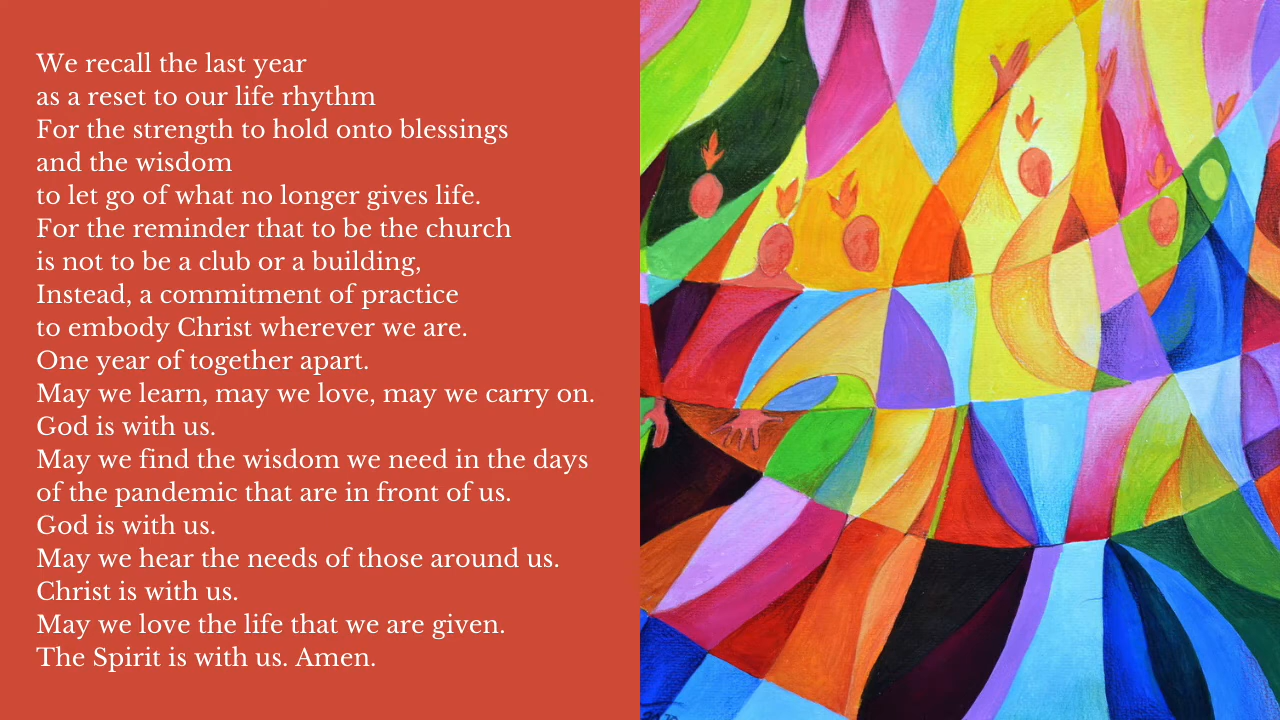 We recall the last year
as a reset to our life rhythm
For the strength to hold onto blessings
and the wisdom
to let go of what no longer gives life.
For the reminder that to be the church
is not to be a club or a building,
Instead, a commitment of practice
to embody Christ wherever we are.
One year of together apart.
May we learn, may we love, may we carry on.
God is with us.
May we find the wisdom we need in the days
of the pandemic that are in front of us.
God is with us.
May we hear the needs of those around us.
Christ is with us.
May we love the life that we are given.
The Spirit is with us. Amen.